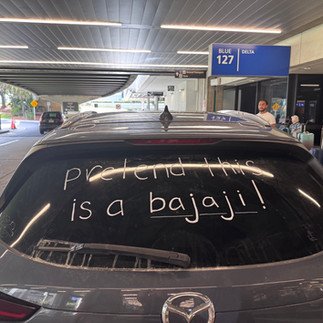 BLUE
127
DELTA
pretend this
is a bajaji!